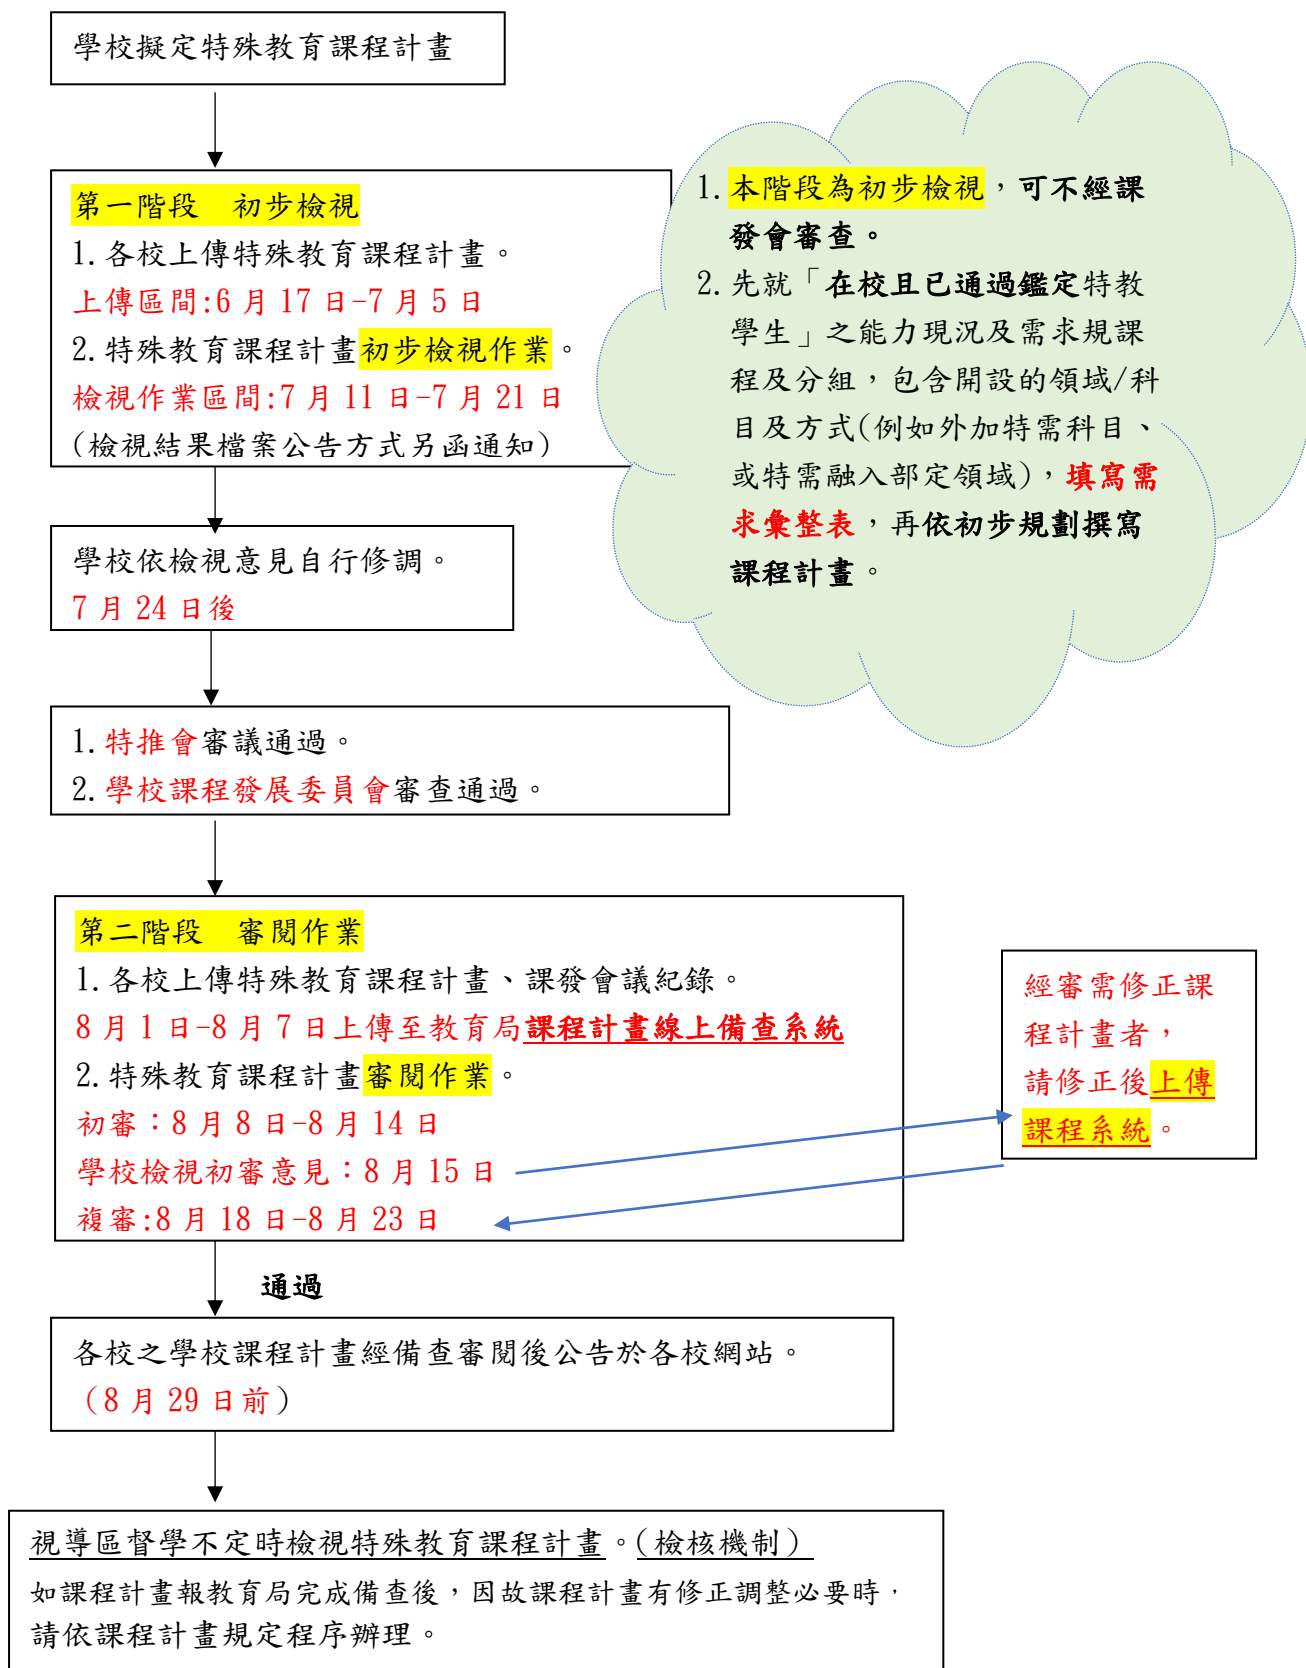 學校擬定特殊教育課程計畫
第一階段　初步檢視
1.各校上傳特殊教育課程計畫。
上傳區間:6月17日-7月5日
2.特殊教育課程計畫初步檢視作業。
檢視作業區間:7月11日-7月21日
(檢視結果檔案公告方式另函通知)
1.本階段為初步檢視，可不經課
發會審查。
2.先就「在校且已通過鑑定特教
學生」之能力現況及需求規課
程及分組，包含開設的領域/科
目及方式(例如外加特需科目、
或特需融入部定領域)，填寫需
求彙整表，再依初步規劃撰寫
課程計畫。
學校依檢視意見自行修調。
7月24日後
1.特推會審議通過。
2.學校課程發展委員會審查通過。
第二階段　審閱作業
1.各校上傳特殊教育課程計畫、課發會議紀錄。
8月1日-8月7日上傳至教育局課程計畫線上備查系統
2.特殊教育課程計畫審閱作業。
初審：8月8日-8月14日
學校檢視初審意見：8月15日
複審:8月18日-8月23日
經審需修正課
程計畫者，
請修正後上傳
課程系統。
通過
各校之學校課程計畫經備查審閱後公告於各校網站。
（8月29日前）
視導區督學不定時檢視特殊教育課程計畫。(檢核機制)
如課程計畫報教育局完成備查後，因故課程計畫有修正調整必要時，
請依課程計畫規定程序辦理。